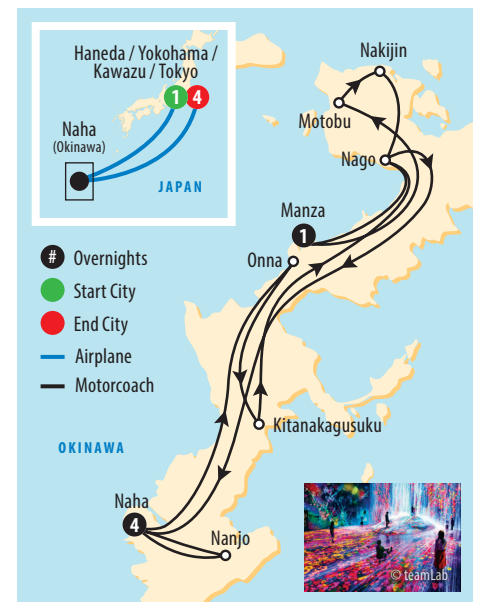 Haneda / Yokohama /
Kawazu / Tokyo
1 4
Naha
(Okinawa)
JAPAN
Nakijin
Motobu
Nago
Manza
1
Onna
# Overnights
Start City
End City
Airplane
Motorcoach
Kitanakagusuku
OKINAWA
Naha
4
Nanjo
© teamLab